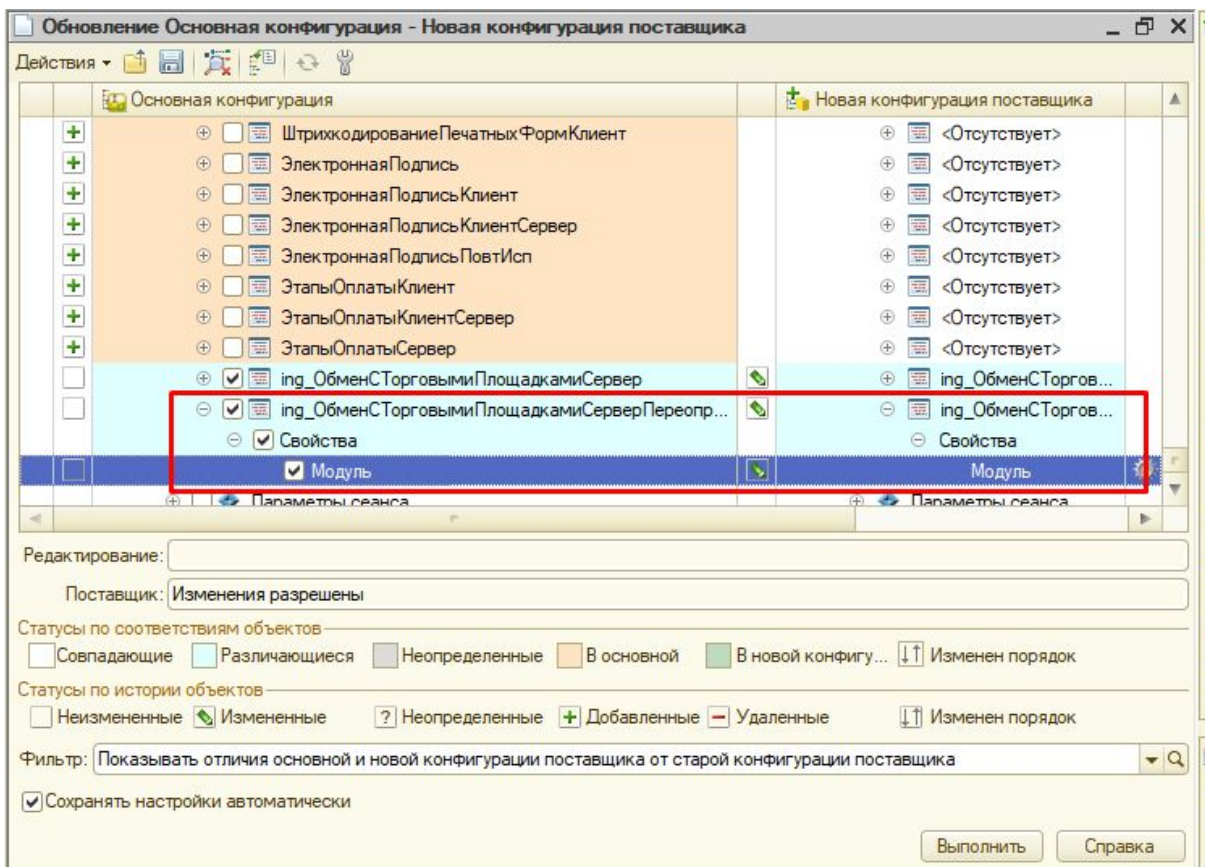 Обновление Основная конфигурация - Новая конфигурация поставщика
Действия
Основная конфигурация Новая конфигурация поставщика
ШтрихкодированиеПечатныхФормКлиент <Отсутствует>
ЭлектроннаяПодпись <Отсутствует>
ЭлектроннаяПодписьКлиент <Отсутствует>
ЭлектроннаяПодписьКлиентСервер <Отсутствует>
ЭлектроннаяПодписьПовтИсп <Отсутствует>
ЭтапыОплатыКлиент <Отсутствует>
ЭтапыОплатыКлиентСервер <Отсутствует>
ЭтапыОплатыСервер <Отсутствует>
ing_ОбменСТорговымиПлощадкамиСервер ing_ОбменСТоргов...
ing_ОбменСТорговымиПлощадкамиСерверПереопр... ing_ОбменСТоргов...
Свойства Свойства
Модуль Модуль
Параметры сеанса Параметры сеанса
Редактирование:
Поставщик: Изменения разрешены
Статусы по соответствиям объектов
Совпадающие Различающиеся Неопределенные В основной В новой конфигу... Изменен порядок
Статусы по истории объектов
Неизмененные Измененные ? Неопределенные Добавленные Удаленные Изменен порядок
Фильтр: Показывать отличия основной и новой конфигурации поставщика от старой конфигурации поставщика
Сохранять настройки автоматически
Выполнить Справка